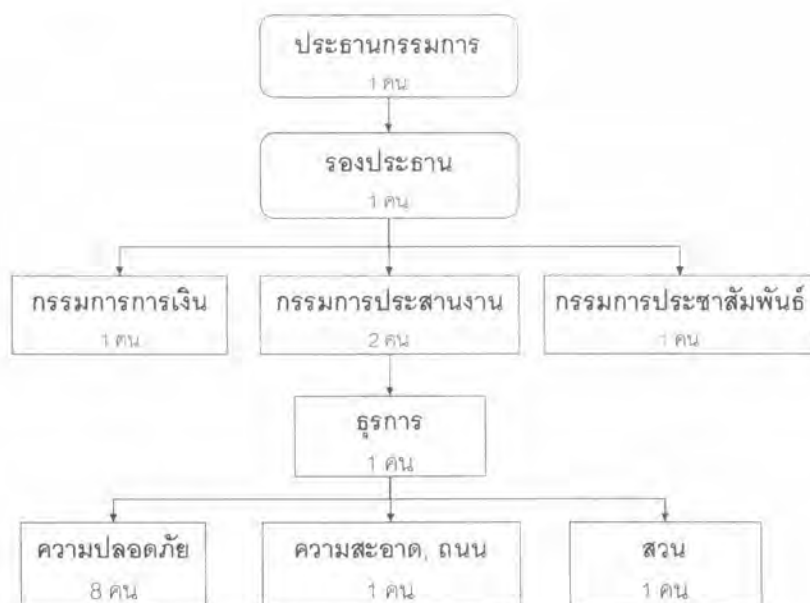 ประธานกรรมการ
1 คน
รองประธาน
1 คน
กรรมการการเงิน
1 คน
กรรมการประสานงาน
2 คน
กรรมการประชาสัมพันธ์
1 คน
ธุรการ
1 คน
ความปลอดภัย
8 คน
ความสะอาด, ถนน
1 คน
สวน
1 คน